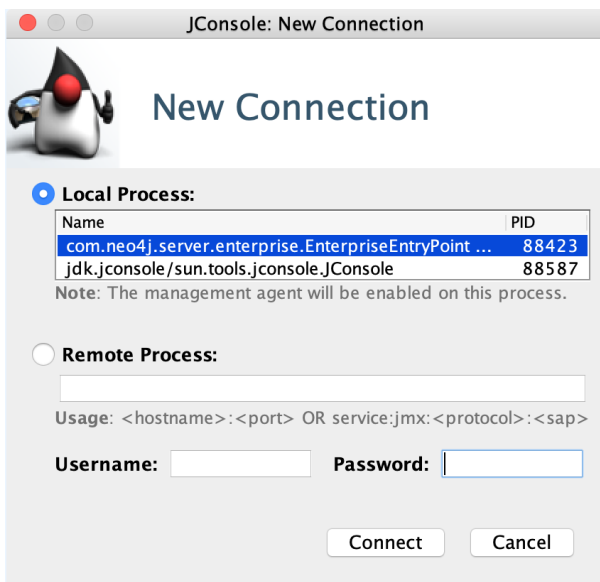 JConsole: New Connection
New Connection
Local Process:
Name PID
com.neo4j.server.enterprise.EnterpriseEntryPoint ... 88423
jdk.jconsole/sun.tools.jconsole.JConsole 88587
Note: The management agent will be enabled on this process.
Remote Process:
Usage: <hostname>:<port> OR service:jmx:<protocol>:<sap>
Username: Password:
Connect Cancel